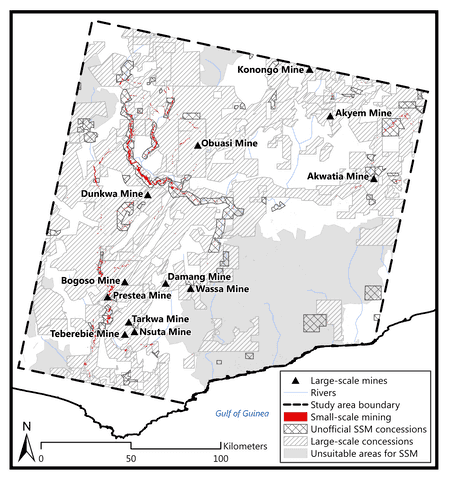 Konongo Mine
Akyem Mine
Obuasi Mine
Akwatia Mine
Dunkwa Mine
Damang Mine
Bogoso Mine
Wassa Mine
Prestea Mine
Tarkwa Mine
Teberebie Mine
Nsuta Mine
Gulf of Guinea
N
Kilometers
0 50 100
Large-scale mines
Rivers
Study area boundary
Small-scale mining
Unofficial SSM concessions
Large-scale concessions
Unsuitable areas for SSM